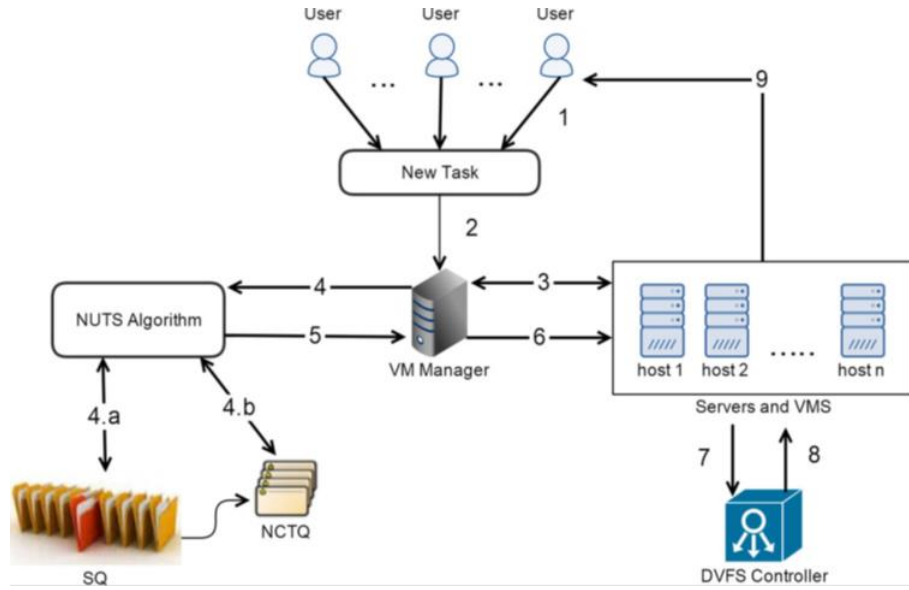 User
User
User
...
...
1
9
New Task
2
4
3
NUTS Algorithm
5
6
VM Manager
host 1
host 2
.....
host n
Servers and VMS
4.a
4.b
7
8
NCTQ
SQ
DVFS Controller